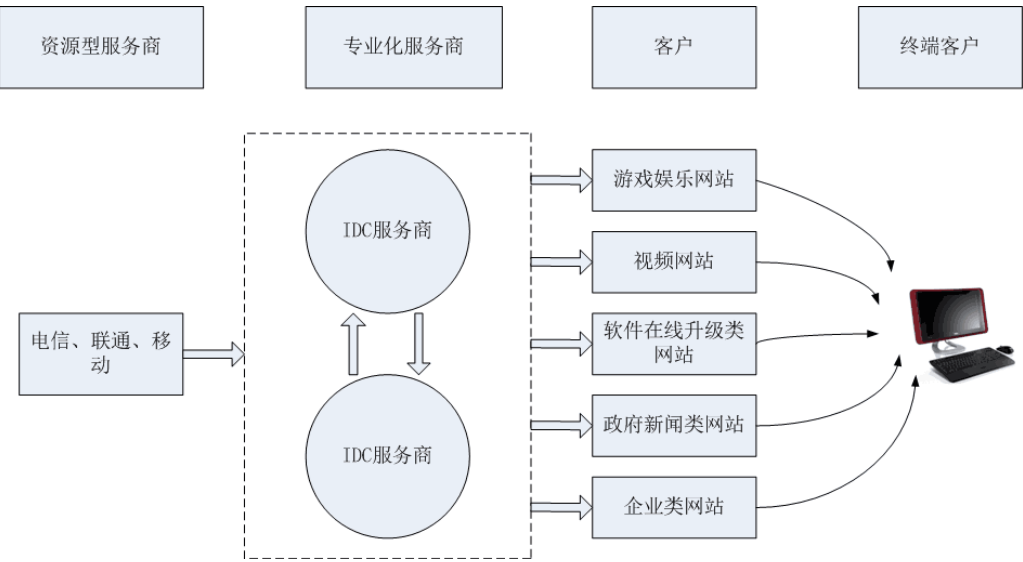 资源型服务商
专业化服务商
客户
终端客户
电信、联通、移
动
IDC服务商
IDC服务商
游戏娱乐网站
视频网站
软件在线升级类
网站
政府新闻类网站
企业类网站